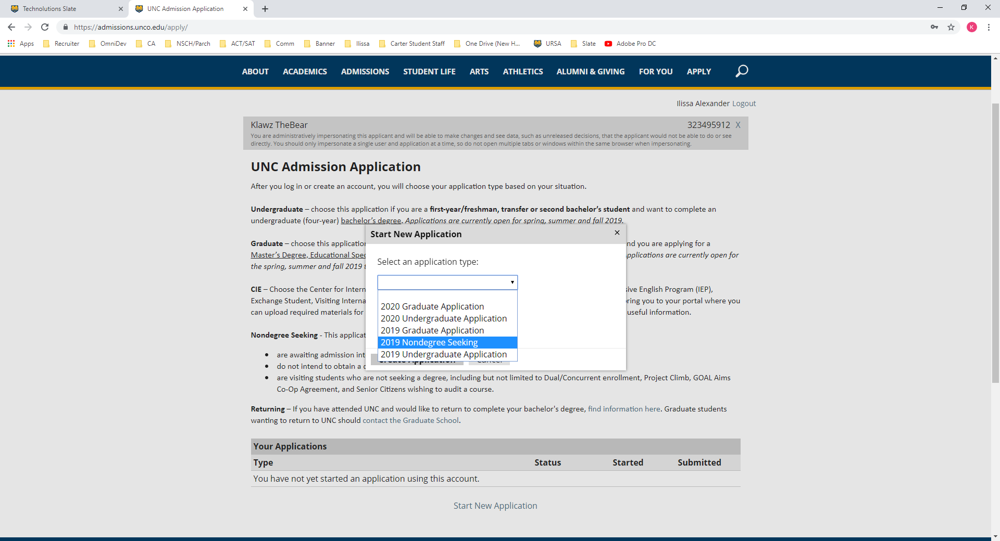 Technolutions Slate
UNC Admission Application
https://admissions.unco.edu/apply/
K
Apps Recruiter OmniDev CA NSCH/Parch ACT/SAT Comm Banner Ilissa Carter Student Staff One Drive (New H... URSA Slate Adobe Pro DC
ABOUT ACADEMICS ADMISSIONS STUDENT LIFE ARTS ATHLETICS ALUMNI & GIVING FOR YOU APPLY
Ilissa Alexander Logout
Klawz TheBear 323495912 X
You are administratively impersonating this applicant and will be able to make changes and see data, such as unreleased decisions, that the applicant would not be able to do or see
directly. You should only impersonate a single user and application at a time, so do not open multiple tabs or windows within the same browser when impersonating.
UNC Admission Application
After you log in or create an account, you will choose your application type based on your situation.
Undergraduate – choose this application if you are a first-year/freshman, transfer or second bachelor's student and want to complete an
undergraduate (four-year) bachelor's degree. Applications are currently open for spring, summer and fall 2019.
Graduate – choose this application nd you are applying for a
Master's Degree, Educational Spec pplications are currently open for
the spring, summer and fall 2019
CIE – Choose the Center for Intern sive English Program (IEP),
Exchange Student, Visiting Interna ring you to your portal where you
can upload required materials for useful information.
Nondegree Seeking - This applicat
are awaiting admission int
do not intend to obtain a
are visiting students who are not seeking a degree, including but not limited to Dual/Concurrent enrollment, Project Climb, GOAL Aims
Co-Op Agreement, and Senior Citizens wishing to audit a course.
Returning – If you have attended UNC and would like to return to complete your bachelor's degree, find information here. Graduate students
wanting to return to UNC should contact the Graduate School.
Start New Application
Select an application type:
2020 Graduate Application
2020 Undergraduate Application
2019 Graduate Application
2019 Nondegree Seeking
2019 Undergraduate Application
Create Application Cancel
Your Applications
Type Status Started Submitted
You have not yet started an application using this account.
Start New Application